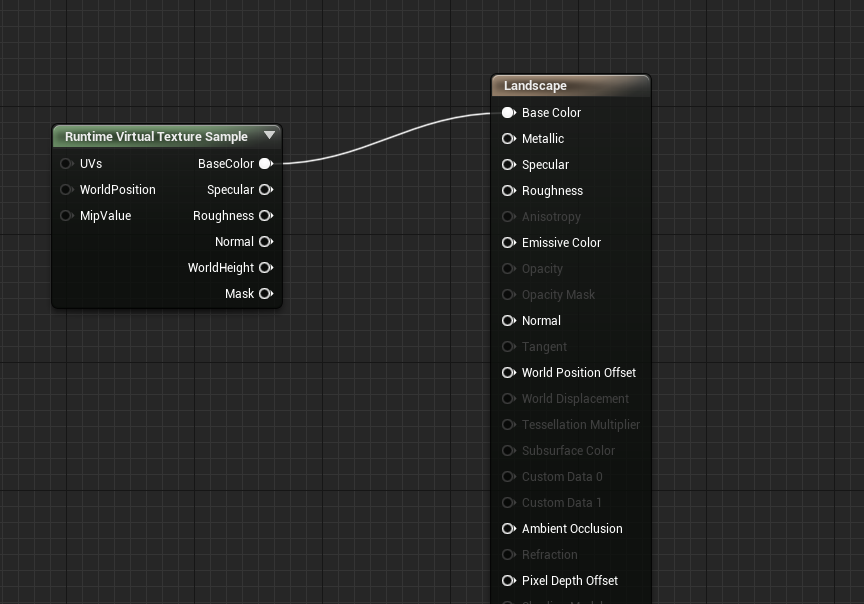 Runtime Virtual Texture Sample
UVs
BaseColor
WorldPosition
Specular
MipValue
Roughness
Normal
WorldHeight
Mask
Landscape
Base Color
Metallic
Specular
Roughness
Anisotropy
Emissive Color
Opacity
Opacity Mask
Normal
Tangent
World Position Offset
World Displacement
Tessellation Multiplier
Subsurface Color
Custom Data 0
Custom Data 1
Ambient Occlusion
Refraction
Pixel Depth Offset